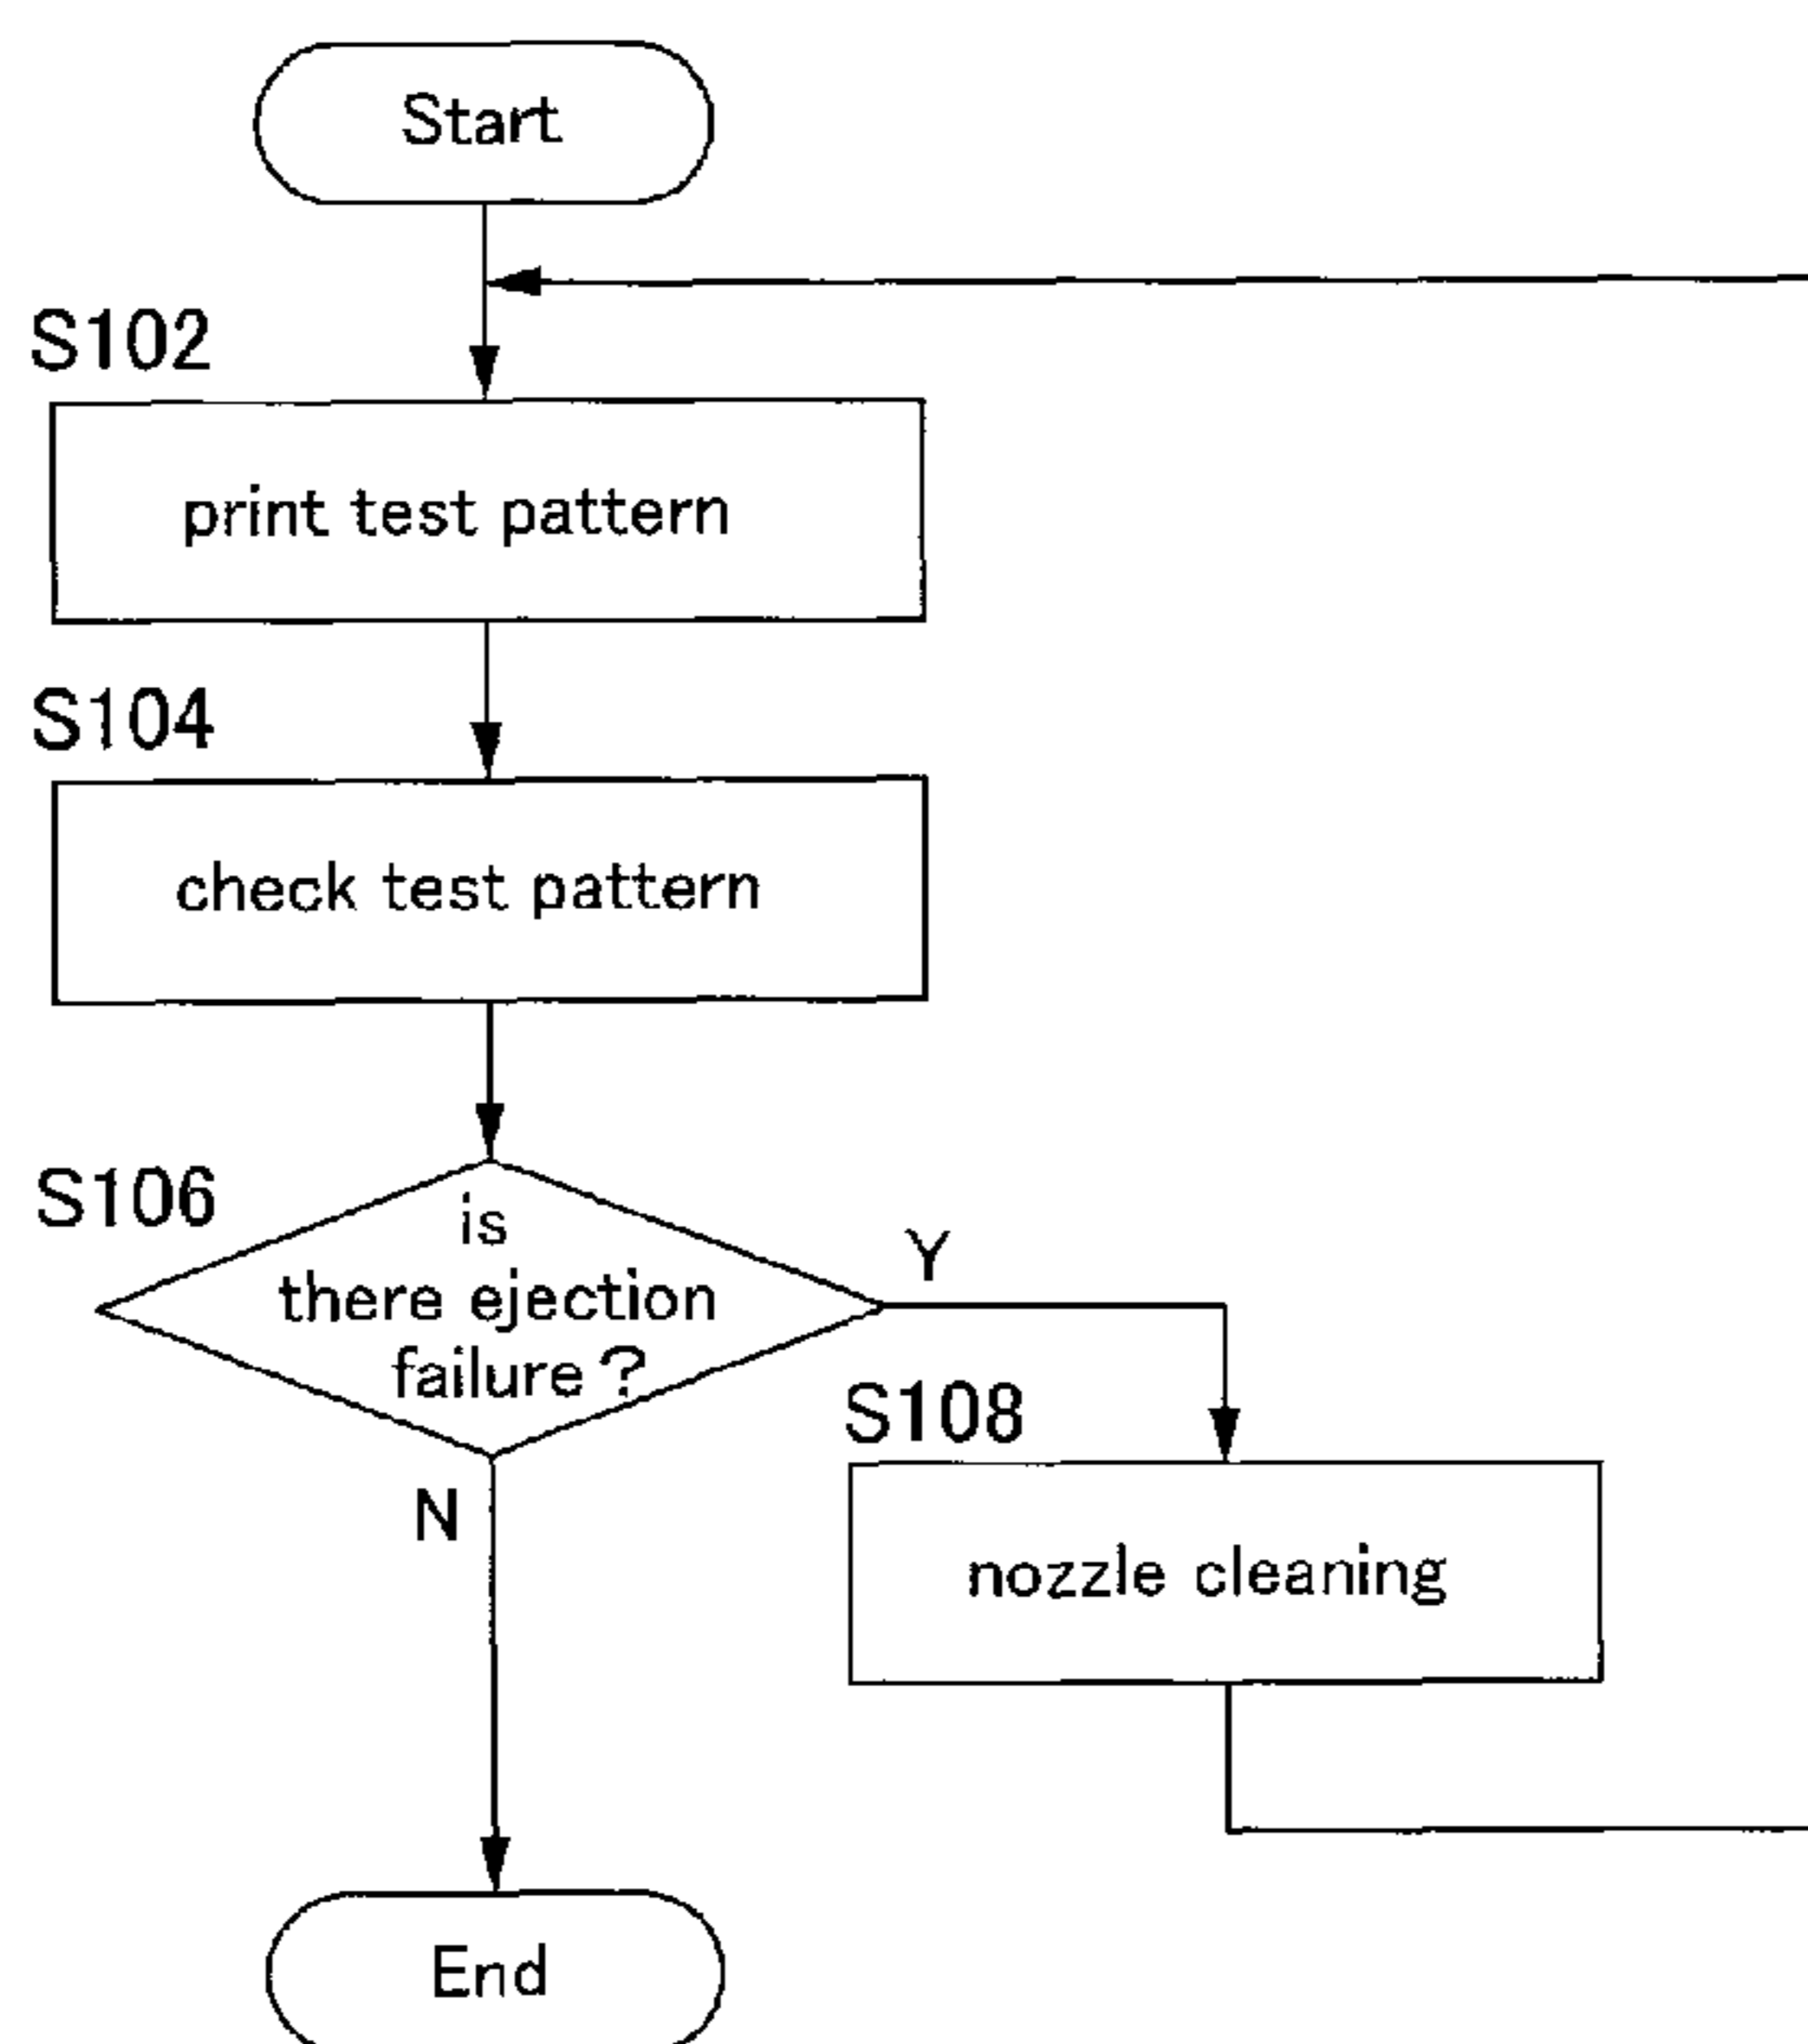 Start
S102
print test pattern
S104
check test pattern
S106
is
there ejection
failure?
Y
N
S108
nozzle cleaning
End